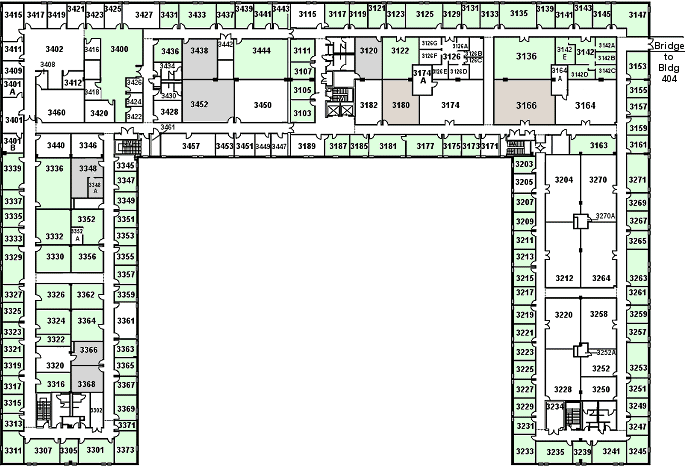 3415 3417 3419 3421 3423 3425 3427 3431 3433 3437 3439 3441 3443 3115 3117 3119 3121 3125 3129 3131 3133 3135 3139 3141 3143 3145 3147
Bridge
to
Bldg
404
3411 3402 3416 3400 3436 3438 3442 3444 3111 3120 3122 3126G 3126A 3126 3126B 3126C 3136 3142 E 3142 3142A 3142B
3409 3408 3412 3418 3426 3434 3107 3126F 3126E 3126D 3174 A 3164 A 3142D 3142C 3153
3401 A 3430 3452 3450 3105 3182 3180 3174 3166 3164 3155
3401 3460 3420 3424 3422 3428 3103 3157
3461 3159
3401 B 3440 3346 3457 3453 3451 3449 3447 3189 3187 3185 3181 3177 3175 3173 3171 3163 3161
3339 3336 3348 3345 3203 3204 3270 3271
3348 A 3347 3205
3337 3349 3207 3269
3335 3352 3351 3209 3270A 3267
3333 3332 3352 A 3353 3211 3265
3329 3330 3356 3355 3213
3357 3215 3212 3264 3263
3327 3326 3362 3359 3217 3261
3325 3324 3364 3361 3219 3220 3258 3259
3323 3322 3221 3257
3321 3320 3366 3363 3223 3252A
3319 3365 3225 3252 3253
3317 3316 3368 3367 3227 3228 3250 3251
3315 3302 3369 3229 3234 3249
3313 3371 3231 3247
3311 3307 3305 3301 3373 3233 3235 3239 3241 3245